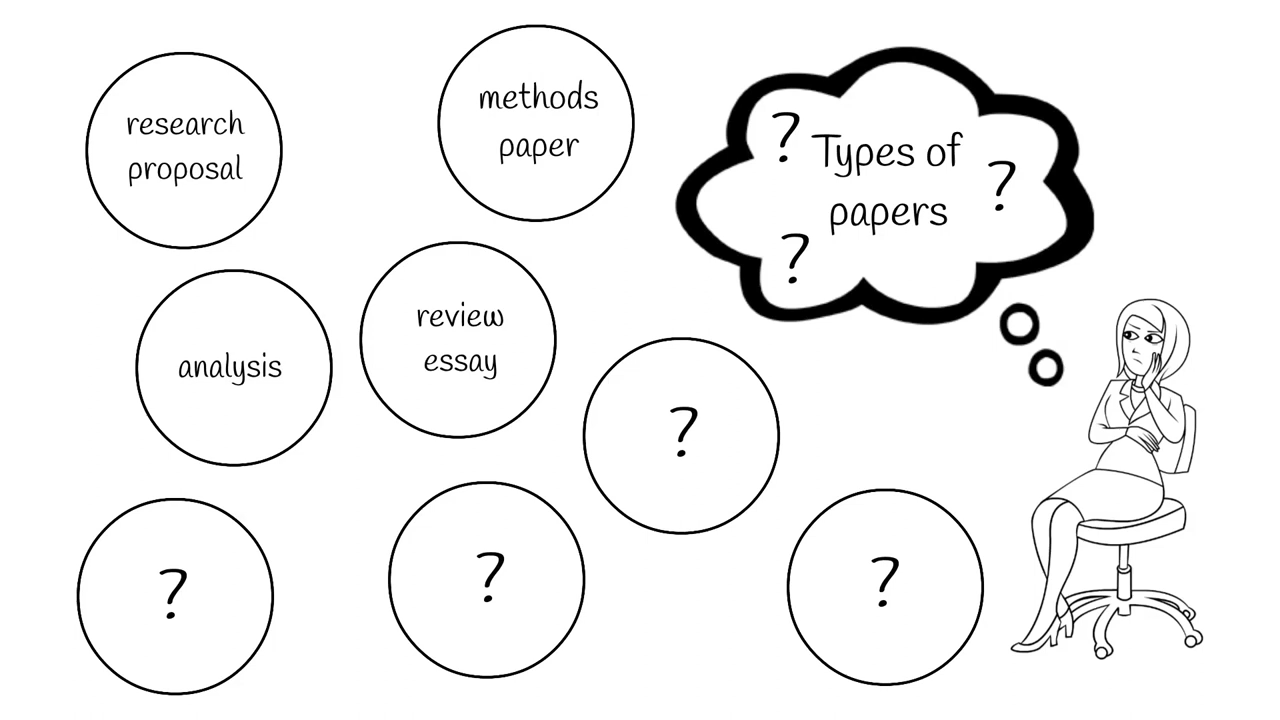 research
proposal
methods
paper
?
Types of
papers
?
?
analysis
review
essay
?
?
?
?